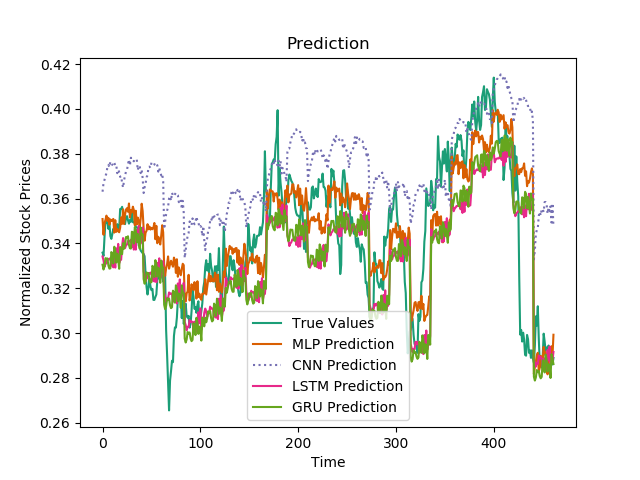 Prediction
0.42
0.40
0.38
0.36
0.34
0.32
0.30
0.28
0.26
Normalized Stock Prices
True Values
MLP Prediction
CNN Prediction
LSTM Prediction
GRU Prediction
0 100 200 300 400
Time